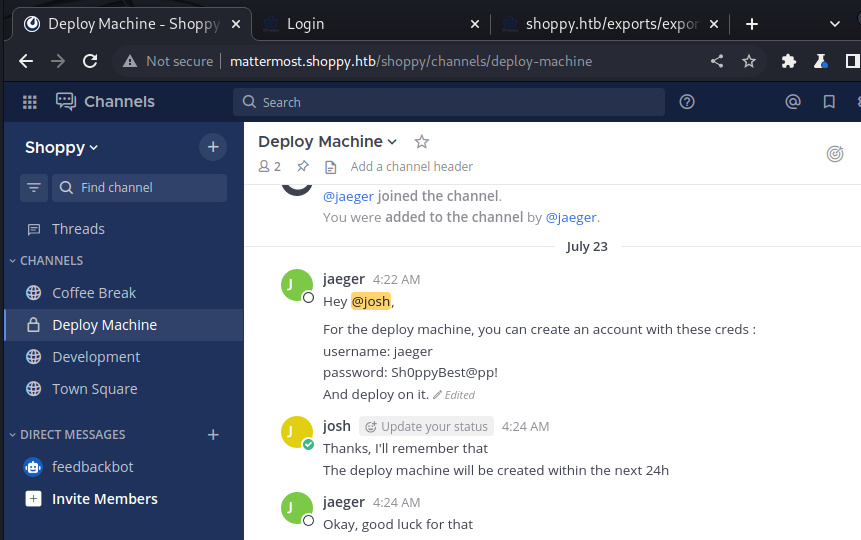 Deploy Machine - Shoppy
Login
shoppy.htb/exports/expor
Not secure
mattermost.shoppy.htb/shoppy/channels/deploy-machine
Channels
Search
Shoppy
Deploy Machine
Find channel
2
Add a channel header
@jaeger joined the channel.
You were added to the channel by @jaeger.
Threads
July 23
CHANNELS
Coffee Break
Deploy Machine
Development
Town Square
DIRECT MESSAGES
feedbackbot
Invite Members
J
jaeger 4:22 AM
Hey @josh,
For the deploy machine, you can create an account with these creds :
username: jaeger
password: Sh0ppyBest@pp!
And deploy on it. Edited
J
josh Update your status 4:24 AM
Thanks, I'll remember that
The deploy machine will be created within the next 24h
J
jaeger 4:24 AM
Okay, good luck for that